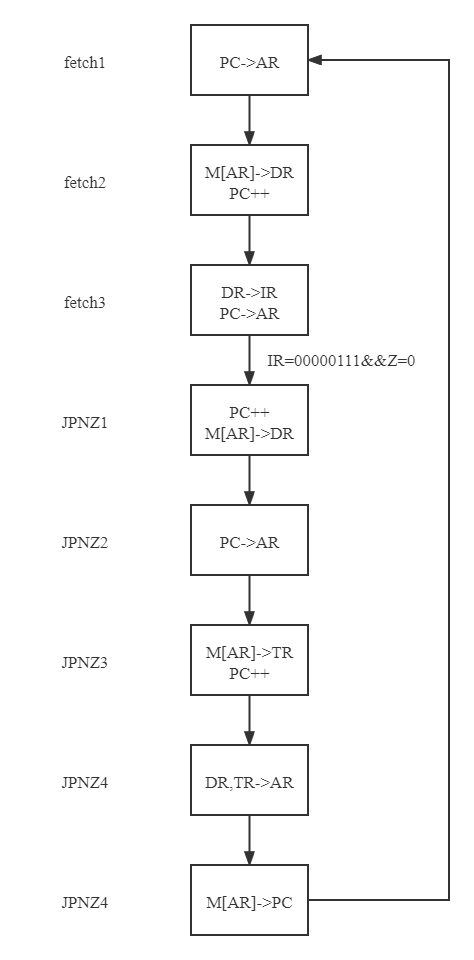 fetch1
PC->AR
fetch2
M[AR]->DR
PC++
fetch3
DR->IR
PC->AR
IR=00000111&&Z=0
JPNZ1
PC++
M[AR]->DR
JPNZ2
PC->AR
JPNZ3
M[AR]->TR
PC++
JPNZ4
DR,TR->AR
JPNZ4
M[AR]->PC